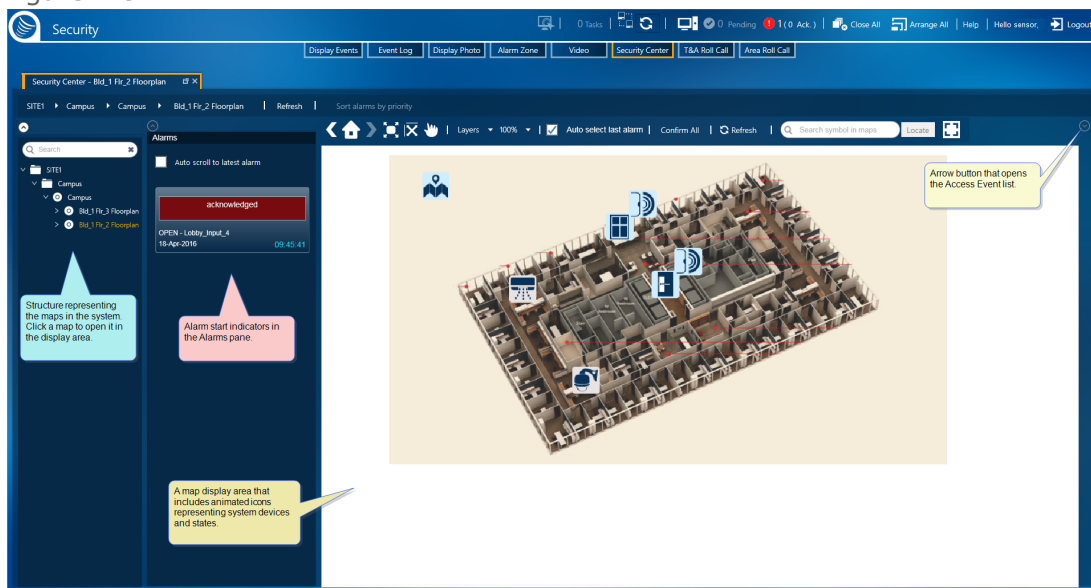 Security
0 Tasks
0 Pending
1 ( 0 Ack. )
Close All
Arrange All
Help
Hello sensor.
Logout
Display Events
Event Log
Display Photo
Alarm Zone
Video
Security Center
T&A Roll Call
Area Roll Call
Security Center - Bld_1 Flr_2 Floorplan
SITE1 Campus Campus Bld_1 Flr_2 Floorplan Refresh Sort alarms by priority
Search
SITE1
Campus
Campus
Bld_1 Flr_3 Floorplan
Bld_1 Flr_2 Floorplan
Structure representing
the maps in the system.
Click a map to open it in
the display area.
Alarms
Auto scroll to latest alarm
acknowledged
OPEN - Lobby_Input_4
18-Apr-2016 09:45:41
Alarm start indicators in
the Alarms pane.
A map display area that
includes animated icons
representing system devices
and states.
Layers 100% Auto select last alarm Confirm All Refresh Search symbol in maps Locate
Arrow button that opens
the Access Event list.